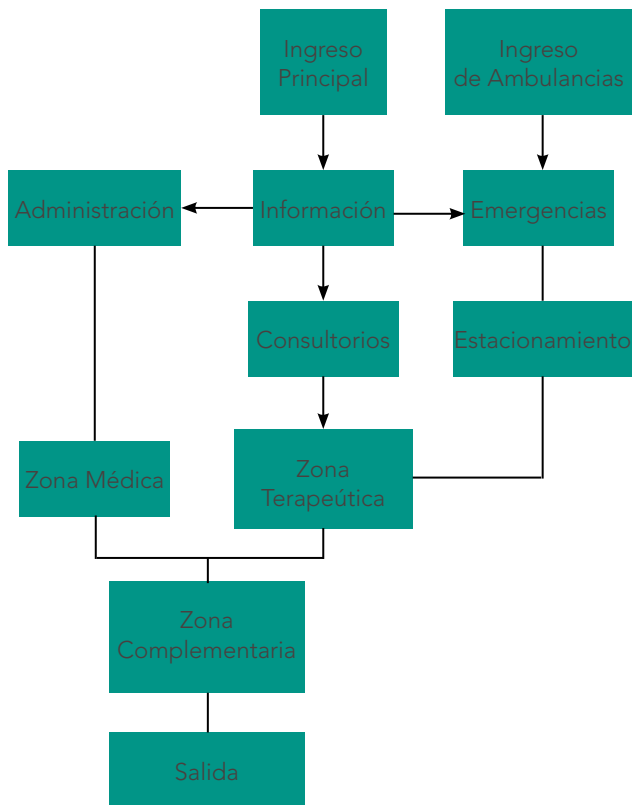 Ingreso
Principal
Ingreso
de Ambulancias
Administración
Información
Emergencias
Consultorios
Estacionamiento
Zona Médica
Zona
Terapeútica
Zona
Complementaria
Salida